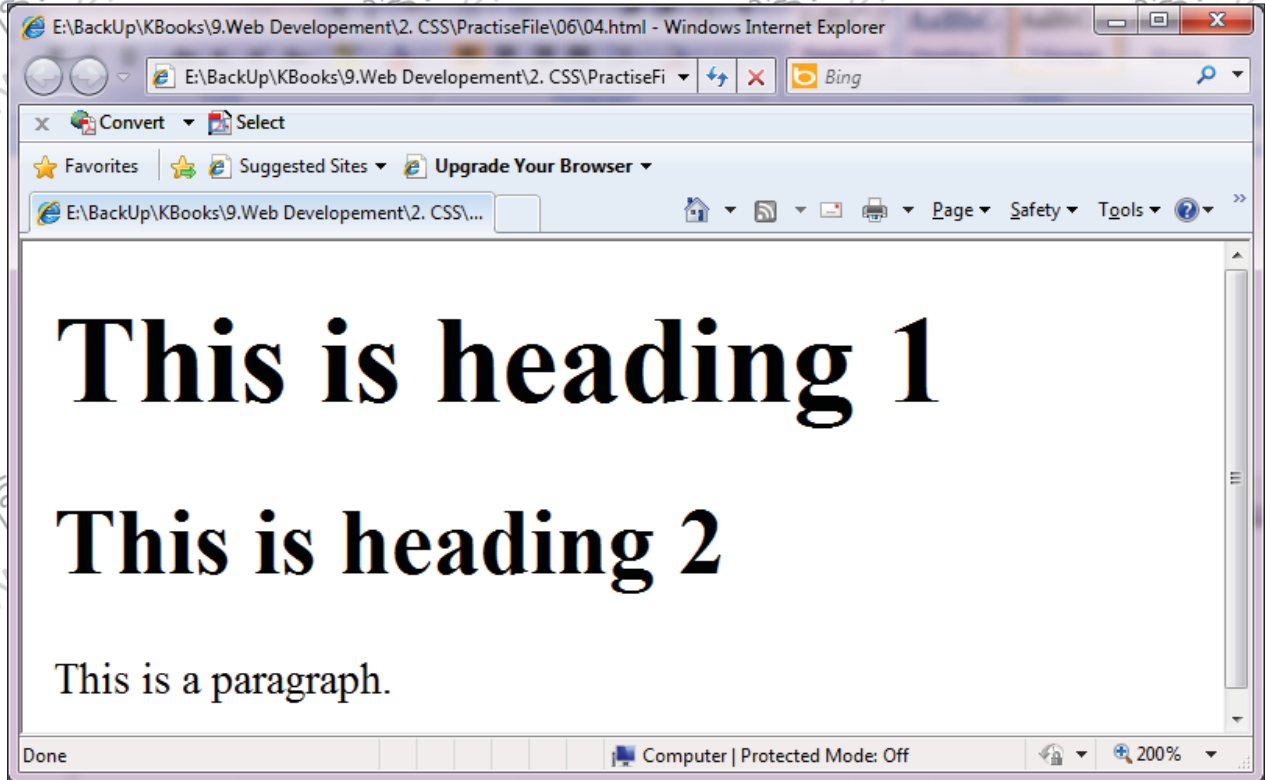 E:\BackUp\KBooks\9.Web Developement\2. CSS\PractiseFile\06\04.html - Windows Internet Explorer
E:\BackUp\KBooks\9.Web Developement\2. CSS\PractiseFi
Bing
x Convert Select
Favorites Suggested Sites Upgrade Your Browser
E:\BackUp\KBooks\9.Web Developement\2. CSS\... Page Safety Tools
This is heading 1
This is heading 2
This is a paragraph.
Done Computer | Protected Mode: Off 200%